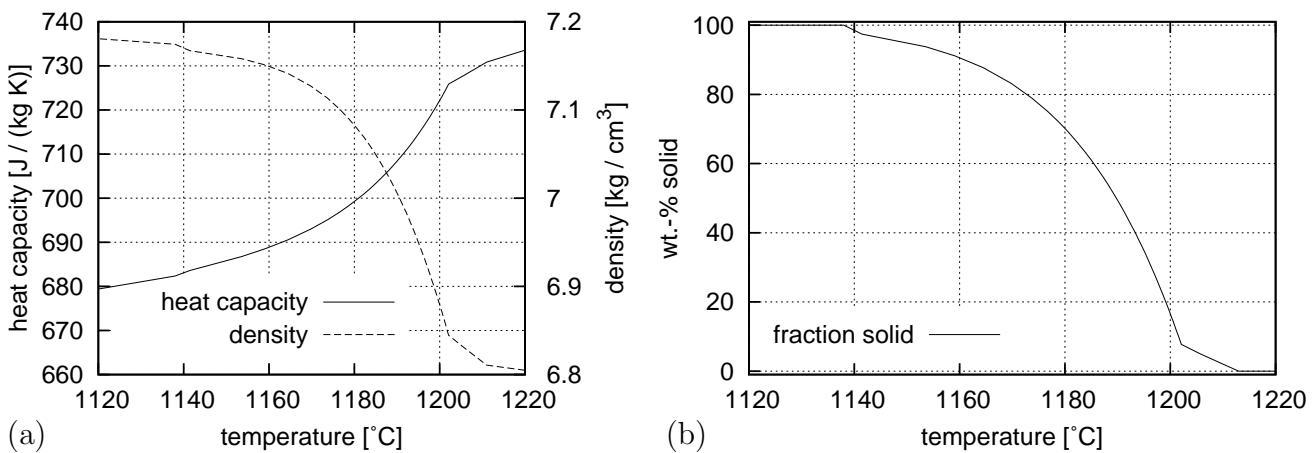 740
730
720
710
700
690
680
670
660
heat capacity [J / (kg K)]
7.2
7.1
7
6.9
6.8
density [kg / cm³]
heat capacity
density
1120 1140 1160 1180 1200 1220
temperature [˚C]
(a)
100
80
60
40
20
0
wt.-% solid
fraction solid
1120 1140 1160 1180 1200 1220
temperature [˚C]
(b)